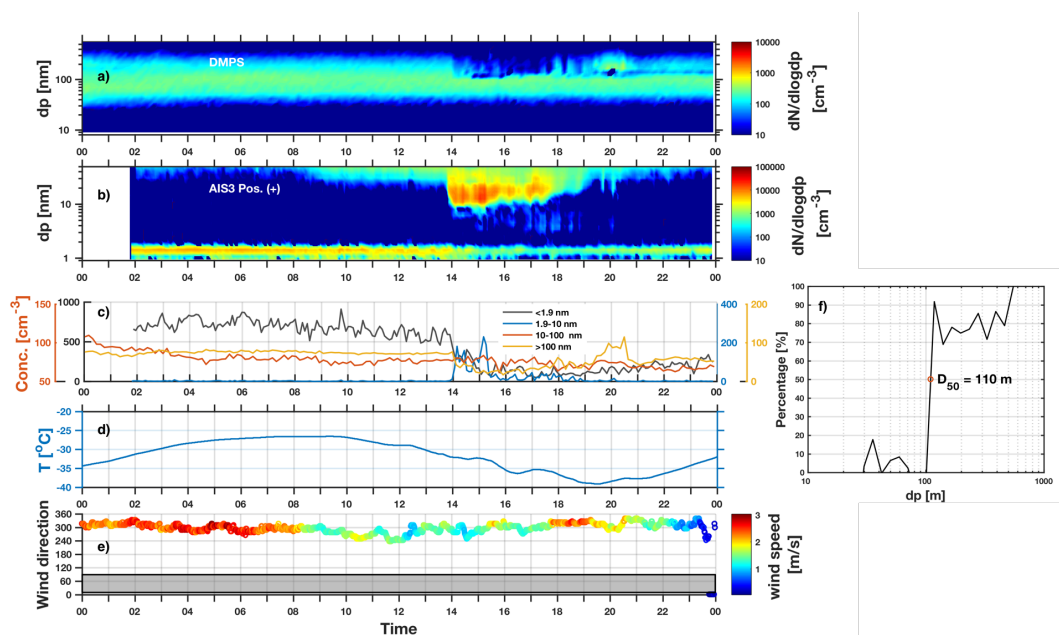 a)
DMPS
dp [nm]
100
10
00 02 04 06 08 10 12 14 16 18 20 22 00
10000
1000
100
10
dN/dlogdp
[cm-3]
b)
AIS3 Pos. (+)
dp [nm]
10
1
00 02 04 06 08 10 12 14 16 18 20 22 00
100000
10000
1000
100
10
dN/dlogdp
[cm-3]
c)
Conc. [cm-3]
150
100
50
1000
500
0
<1.9 nm
1.9-10 nm
10-100 nm
>100 nm
400
200
0
200
100
0
00 02 04 06 08 10 12 14 16 18 20 22 00
d)
T [oC]
-20
-25
-30
-35
-40
00 02 04 06 08 10 12 14 16 18 20 22 00
e)
Wind direction
360
300
240
180
120
60
0
00 02 04 06 08 10 12 14 16 18 20 22 00
Time
3
2
1
wind speed
[m/s]
f)
Percentage [%]
100
90
80
70
60
50
40
30
20
10
0
D50 = 110 m
10 100 1000
dp [m]